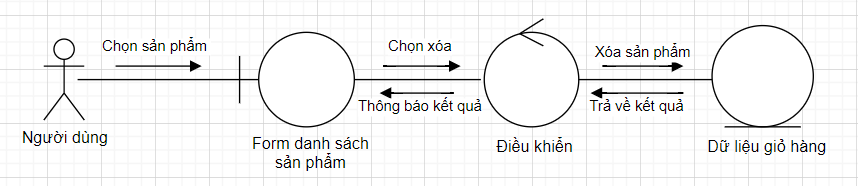 Chọn sản phẩm
Chọn xóa
Xóa sản phẩm
Thông báo kết quả
Trả về kết quả
Người dùng
Form danh sách
sản phẩm
Điều khiển
Dữ liệu giỏ hàng